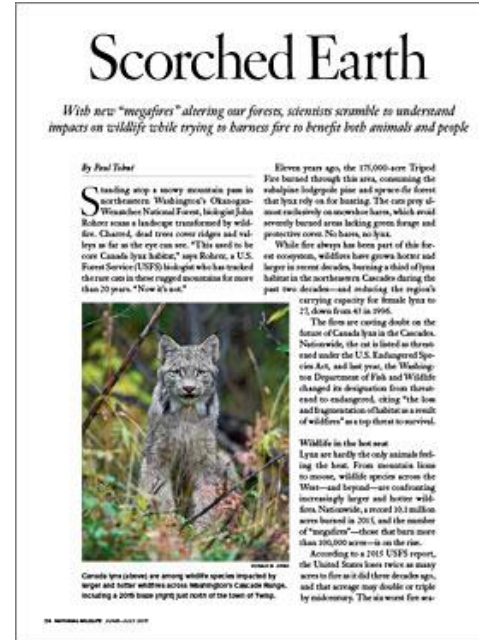 Scorched Earth
With new “megafires” altering our forests, scientists scramble to understand
impacts on wildlife while trying to harness fire to benefit both animals and people
By Paul Tolmé
Standing atop a snowy mountain pass in
northeastern Washington's Okanogan-
Wenatchee National Forest, biologist John
Rohrer scans a landscape transformed by wild-
fire. Charred, dead trees cover ridges and val-
leys as far as the eye can see. “This used to be
core Canada lynx habitat,” says Rohrer, a U.S.
Forest Service (USFS) biologist who has tracked
the rare cats in these rugged mountains for more
than 20 years. “Now it's not.”
Eleven years ago, the 175,000-acre Tripod
Fire burned through this area, consuming the
subalpine lodgepole pine and spruce-fir forest
that lynx rely on for hunting. The cats prey al-
most exclusively on snowshoe hares, which avoid
severely burned areas lacking green forage and
protective cover. No hares, no lynx.
While fire always has been part of this for-
est ecosystem, wildfires have grown hotter and
larger in recent decades, burning a third of lynx
habitat in the northeastern Cascades during the
past two decades—and reducing the region's
carrying capacity for female lynx to
27, down from 43 in 1996.
The fires are casting doubt on the
future of Canada lynx in the Cascades.
Nationwide, the cat is listed as threat-
ened under the U.S. Endangered Spe-
cies Act, and last year, the Washing-
ton Department of Fish and Wildlife
changed its designation from threat-
ened to endangered, citing “the loss
and fragmentation of habitat as a result
of wildfires” as a top threat to survival.
Wildlife in the hot seat
Lynx are hardly the only animals feel-
ing the heat. From mountain lions
to moose, wildlife species across the
West—and beyond—are confronting
increasingly larger and hotter wild-
fires. Nationwide, a record 10.1 million
acres burned in 2015, and the number
of “megafires”—those that burn more
than 100,000 acres—is on the rise.
According to a 2015 USFS report,
the United States loses twice as many
acres to fire as it did three decades ago,
and that acreage may double or triple
by midcentury. The six worst fire sea-
Canada lynx (above) are among wildlife species impacted by
larger and hotter wildfires across Washington's Cascade Range,
including a 2015 blaze (right) just north of the town of Twisp.
NATIONAL WILDLIFE JUNE–JULY 2017